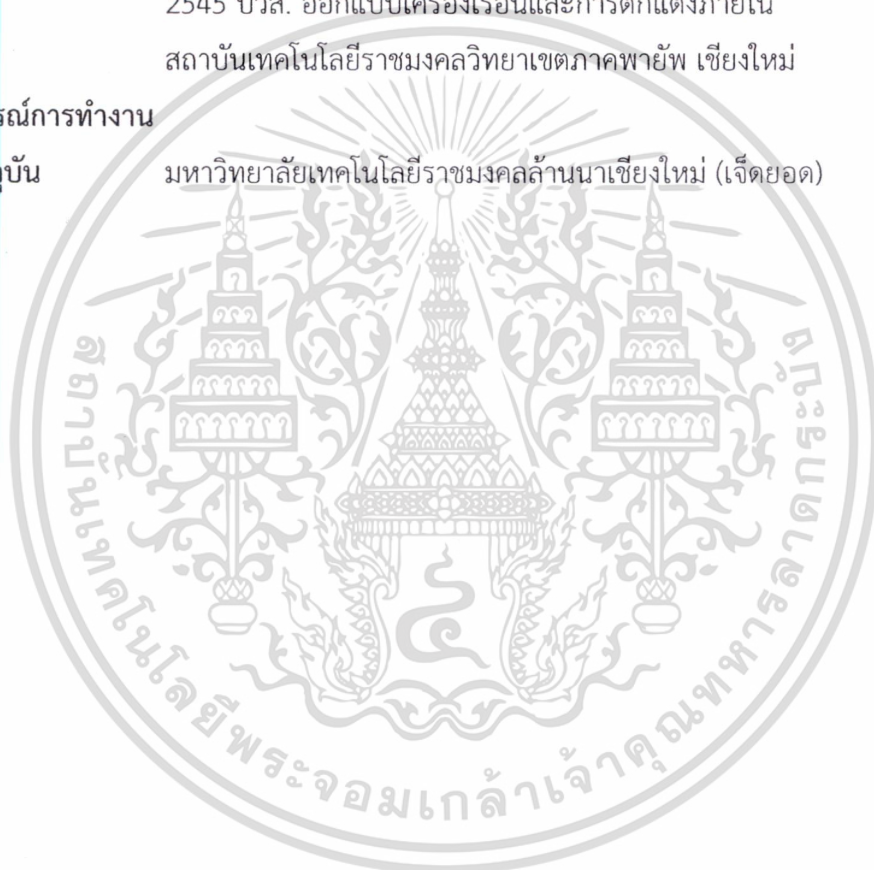 2545 ปวส. ออกแบบเครื่องเรือนและการตกแต่งภายใน
สถาบันเทคโนโลยีราชมงคลวิทยาเขตภาคพายัพ เชียงใหม่
รณ์การทำงาน
ุบัน มหาวิทยาลัยเทคโนโลยีราชมงคลล้านนาเชียงใหม่ (เจ็ดยอด)
สถาบันเทคโนโลยีพระจอมเกล้าเจ้าคุณทหารลาดกระบัง